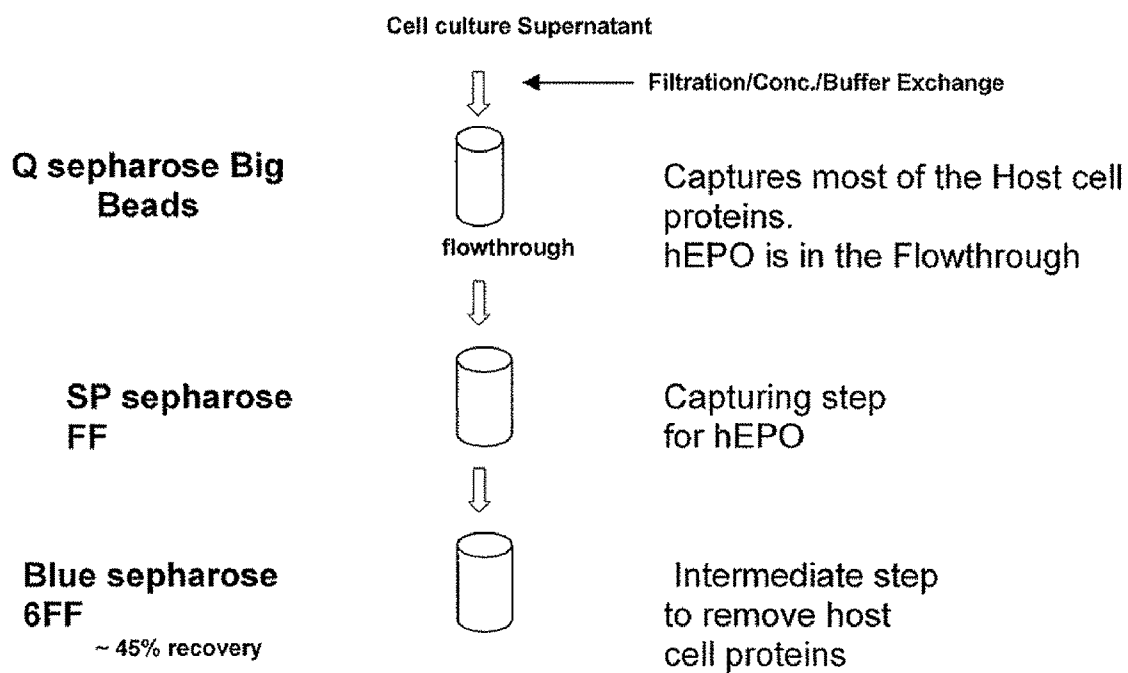 Cell culture Supernatant
Filtration/Conc./Buffer Exchange
Q sepharose Big
Beads
Captures most of the Host cell
proteins.
hEPO is in the Flowthrough
flowthrough
SP sepharose
FF
Capturing step
for hEPO
Blue sepharose
6FF
~ 45% recovery
Intermediate step
to remove host
cell proteins